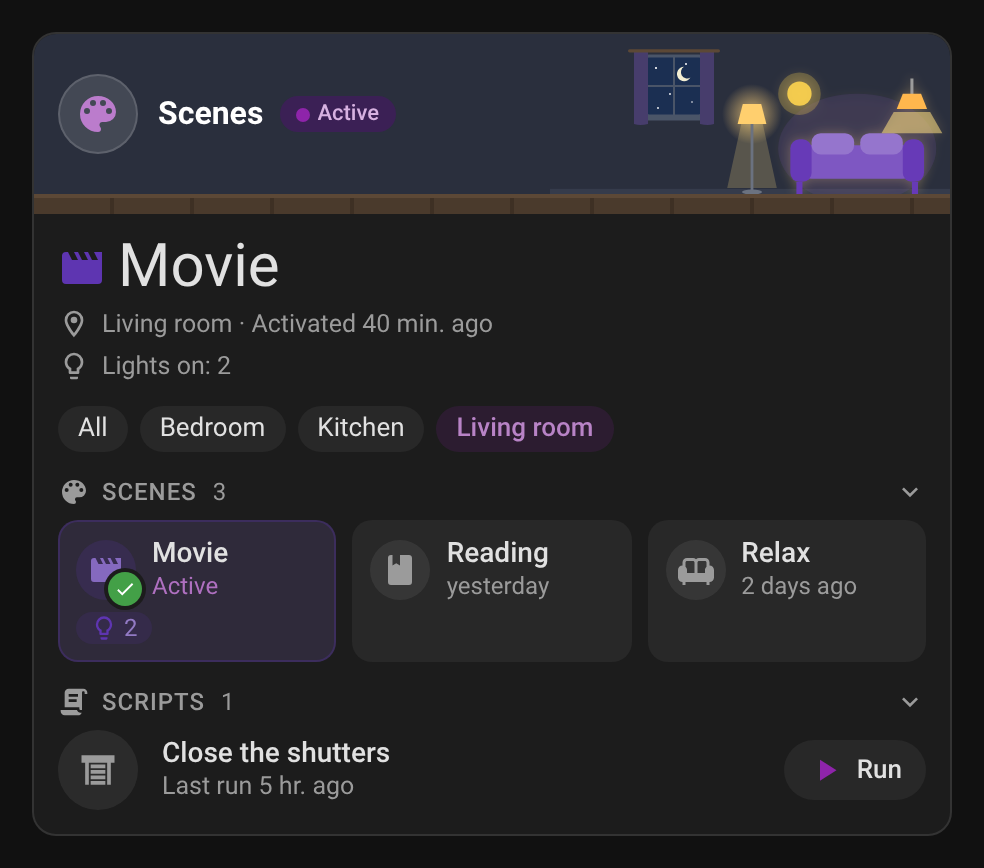 Scenes
Active
Movie
Living room · Activated 40 min. ago
Lights on: 2
All
Bedroom
Kitchen
Living room
SCENES 3
Movie
Active
2
Reading
yesterday
Relax
2 days ago
SCRIPTS 1
Close the shutters
Last run 5 hr. ago
Run